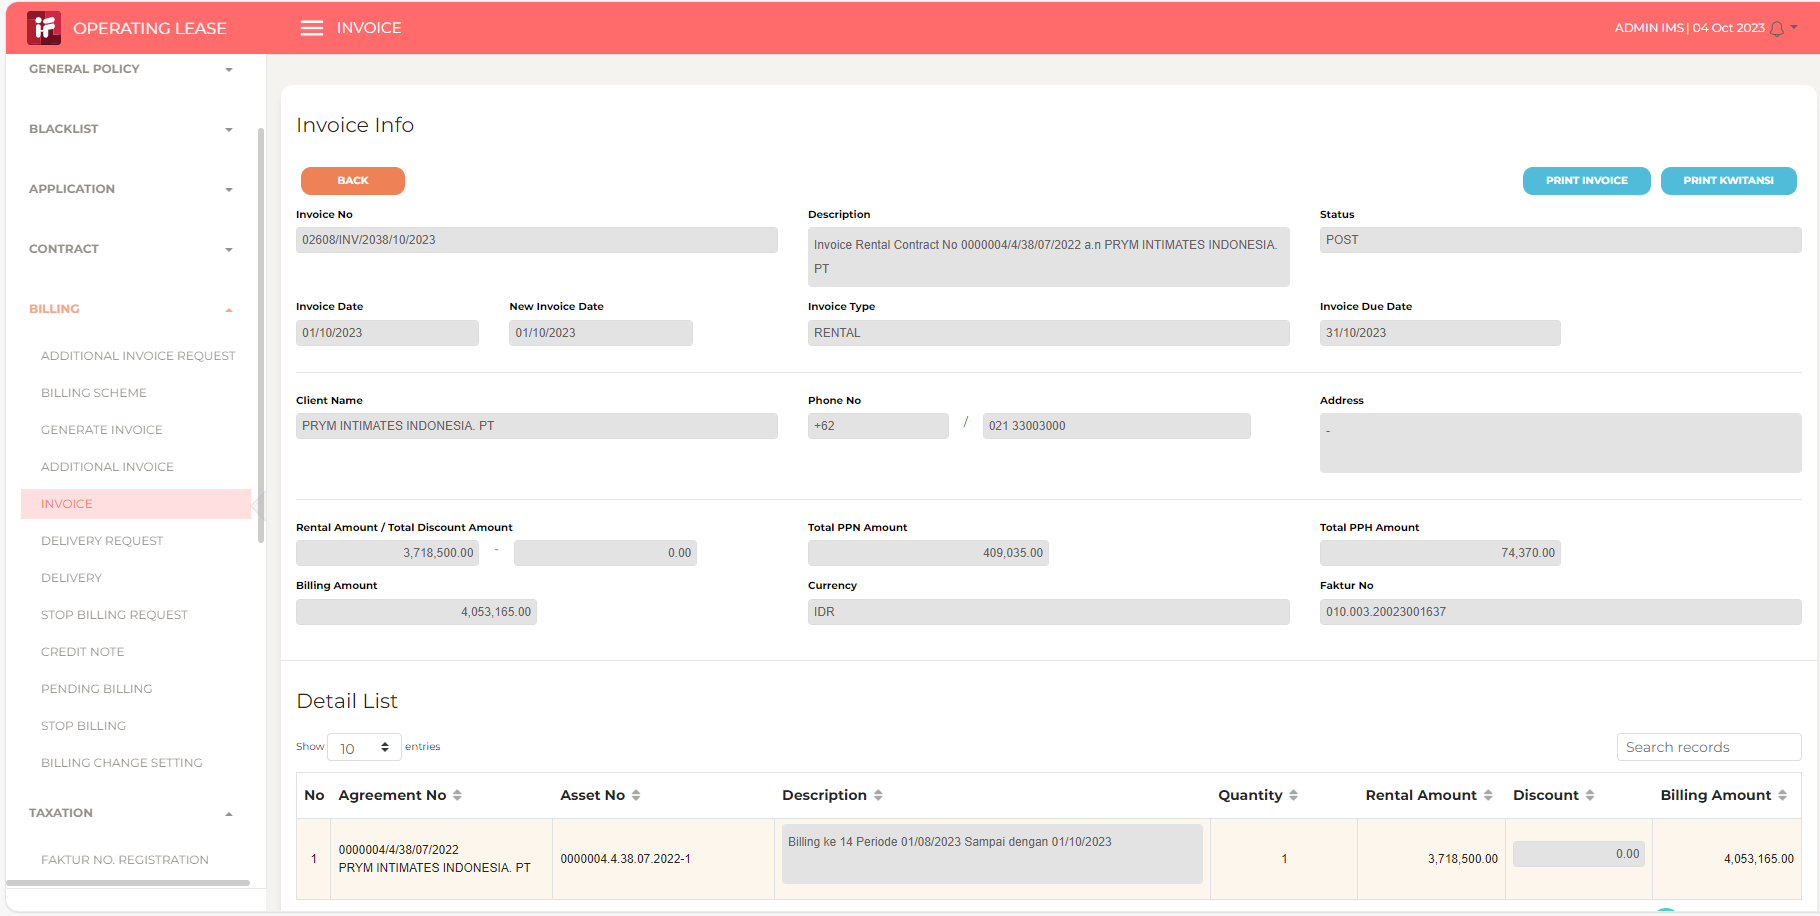 iF OPERATING LEASE
INVOICE
ADMIN IMS | 04 Oct 2023
GENERAL POLICY
BLACKLIST
APPLICATION
CONTRACT
BILLING
ADDITIONAL INVOICE REQUEST
BILLING SCHEME
GENERATE INVOICE
ADDITIONAL INVOICE
INVOICE
DELIVERY REQUEST
DELIVERY
STOP BILLING REQUEST
CREDIT NOTE
PENDING BILLING
STOP BILLING
BILLING CHANGE SETTING
TAXATION
FAKTUR NO. REGISTRATION
Invoice Info
BACK
PRINT INVOICE PRINT KWITANSI
Invoice No Description Status
02608/INV/2038/10/2023
Invoice Rental Contract No 0000004/4/38/07/2022 a.n PRYM INTIMATES INDONESIA.
PT
POST
Invoice Date New Invoice Date Invoice Type Invoice Due Date
01/10/2023 01/10/2023 RENTAL 31/10/2023
Client Name Phone No Address
PRYM INTIMATES INDONESIA. PT +62 / 021 33003000 -
Rental Amount / Total Discount Amount Total PPN Amount Total PPH Amount
3,718,500.00 - 0.00 409,035.00 74,370.00
Billing Amount Currency Faktur No
4,053,165.00 IDR 010.003.20023001637
Detail List
Show 10 entries
Search records
No Agreement No Asset No Description Quantity Rental Amount Discount Billing Amount
1
0000004/4/38/07/2022
PRYM INTIMATES INDONESIA. PT
0000004.4.38.07.2022-1
Billing ke 14 Periode 01/08/2023 Sampai dengan 01/10/2023
1
3,718,500.00
0.00
4,053,165.00